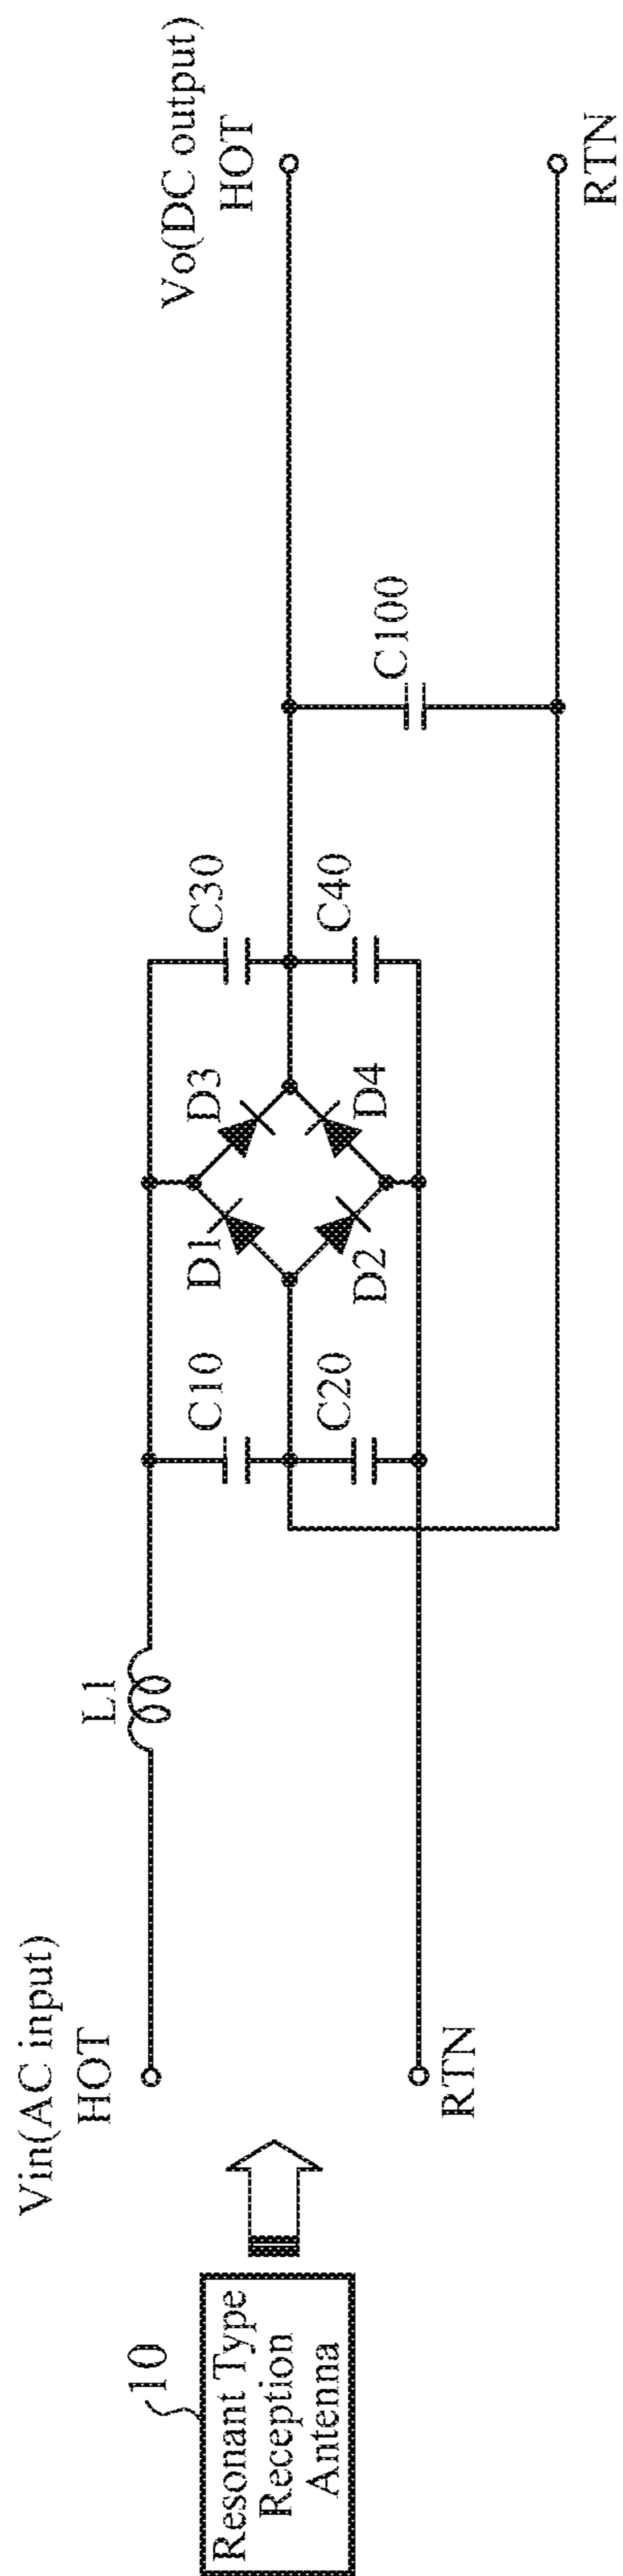 10
Resonant Type
Reception
Antenna
Vin(AC input)
HOT
RTN
L1
C10
C20
D1
D2
D3
D4
C30
C40
C100
Vo(DC output)
HOT
RTN